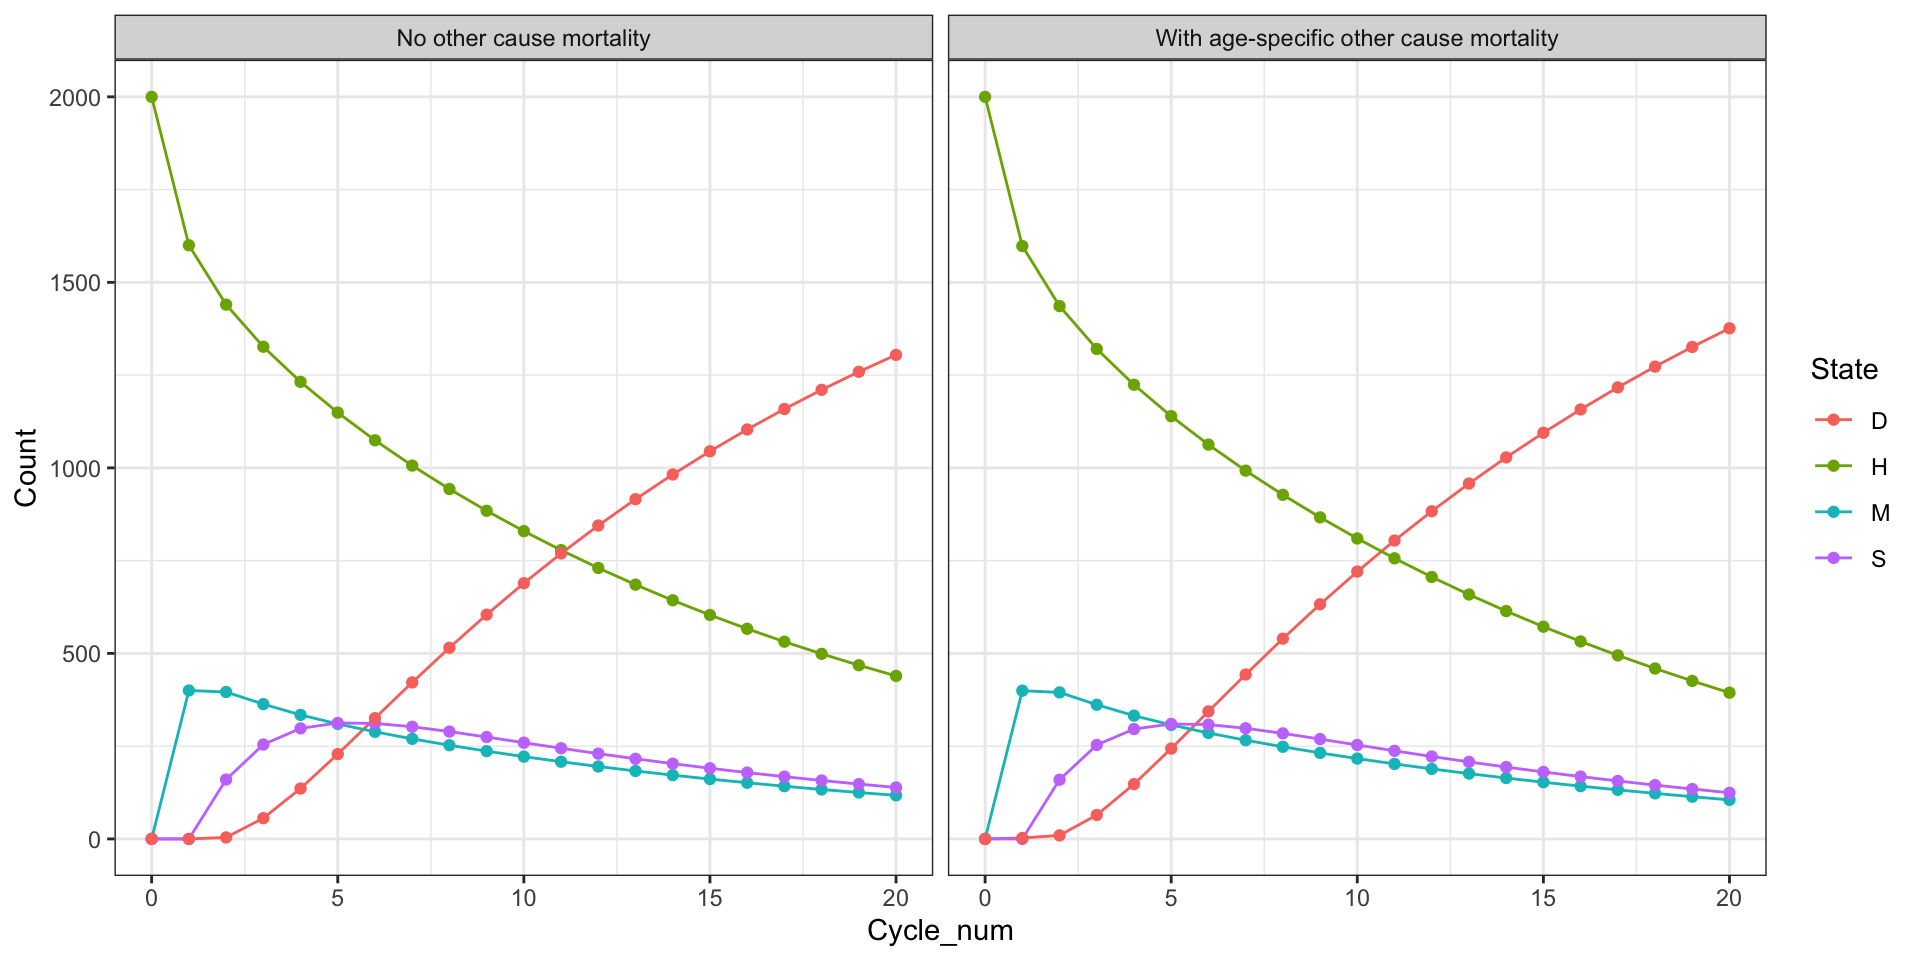 No other cause mortality
With age-specific other cause mortality
2000
1500
1000
500
0
Count
0 5 10 15 20
0 5 10 15 20
Cycle_num
State
D
H
M
S